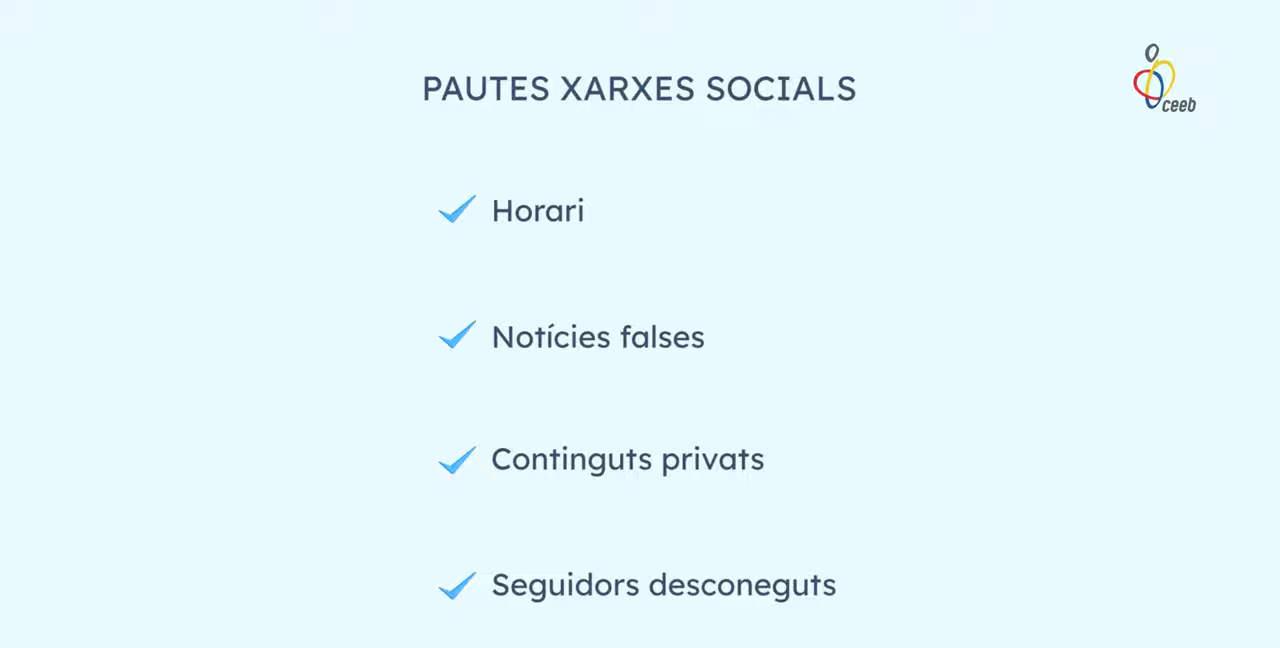 PAUTES XARXES SOCIALS
ceeb
Horari
Notícies falses
Continguts privats
Seguidors desconeguts